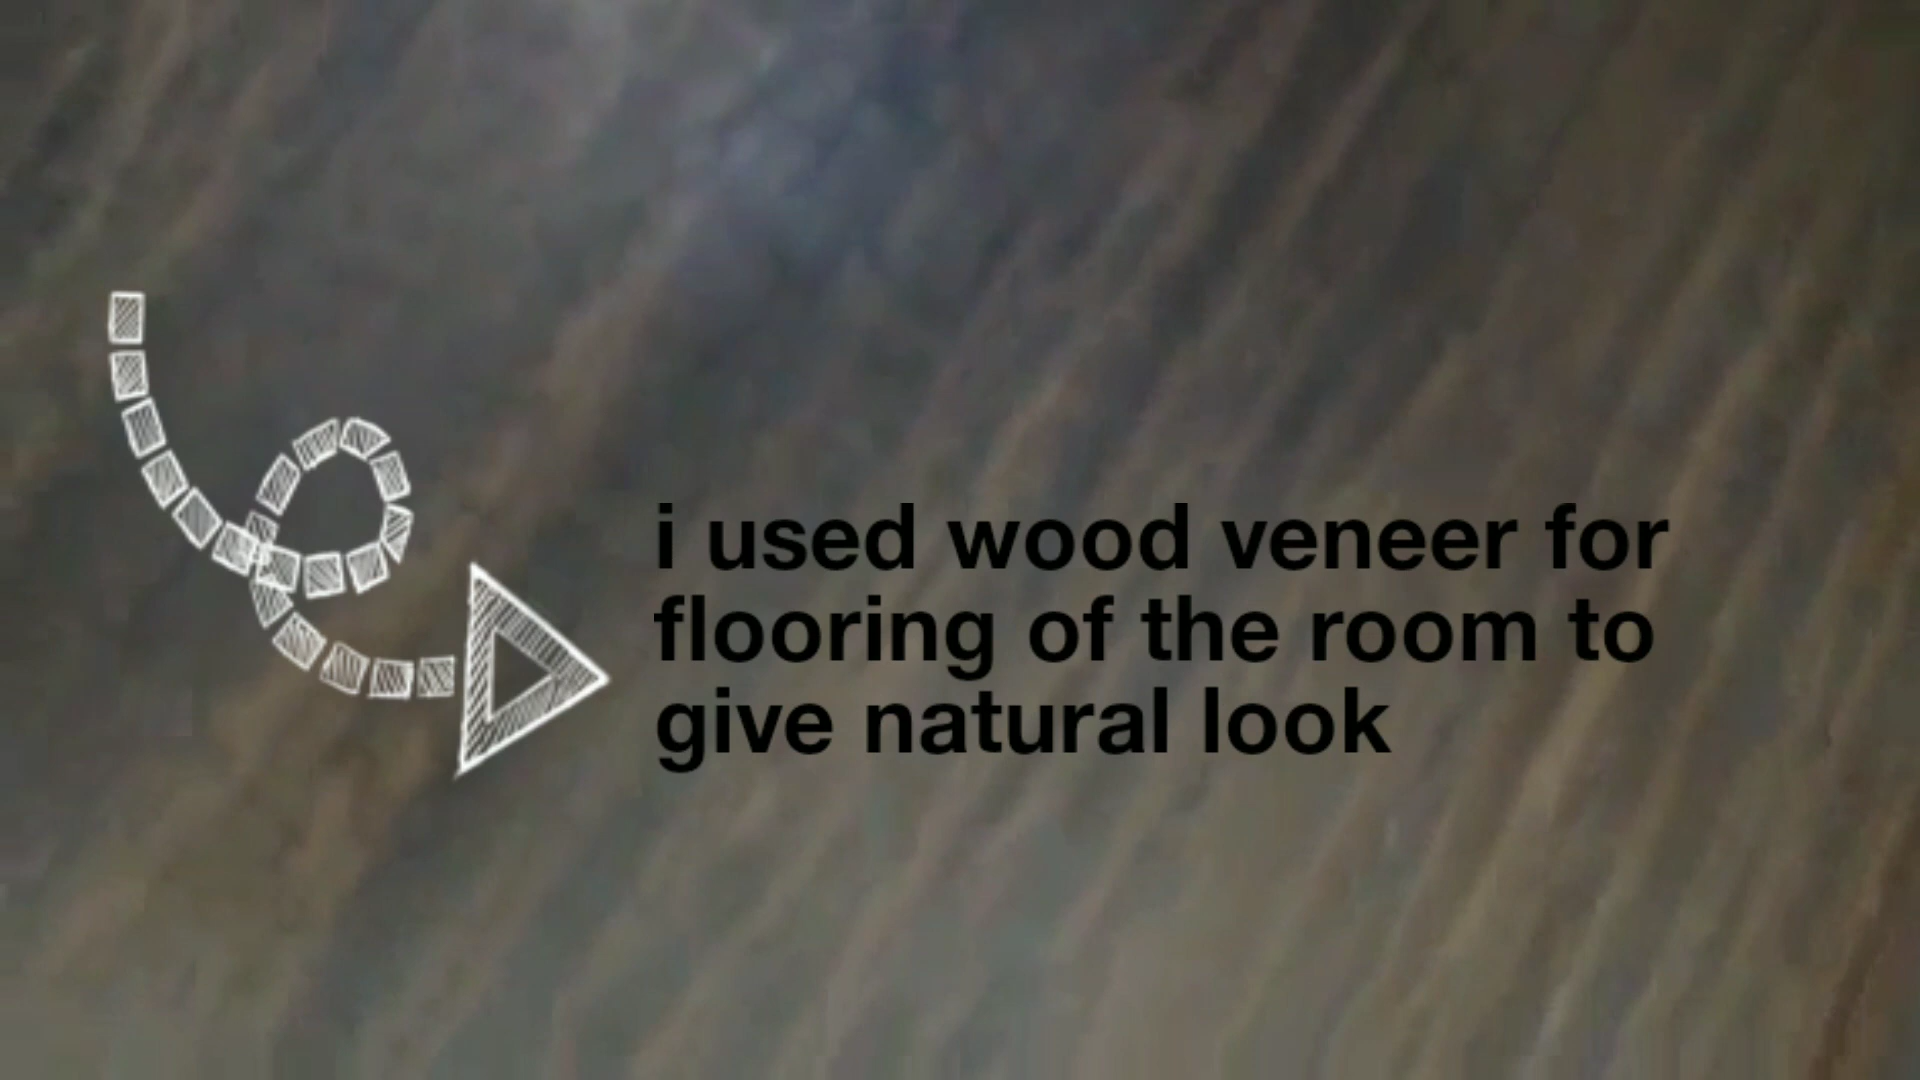 i used wood veneer for
flooring of the room to
give natural look